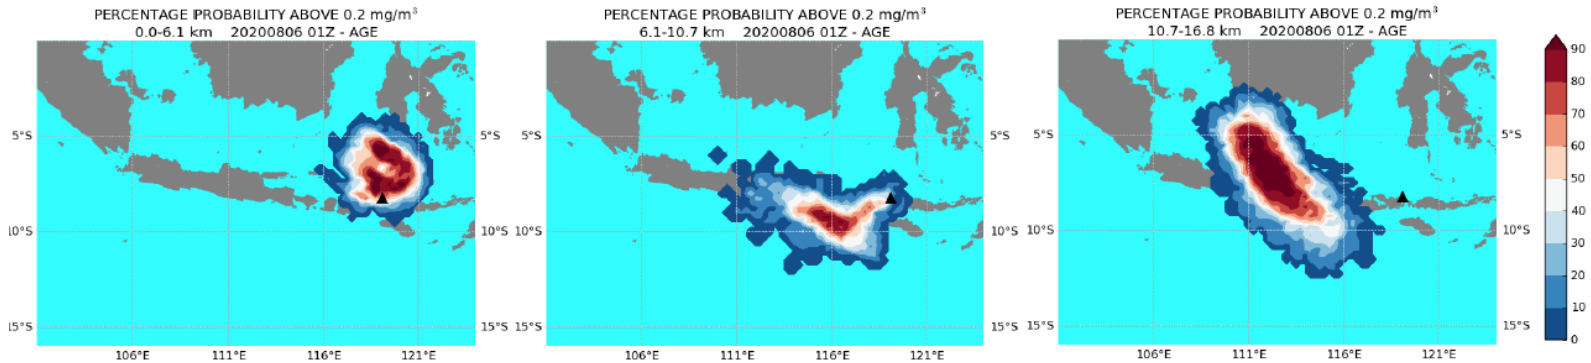 PERCENTAGE PROBABILITY ABOVE 0.2 mg/m³
0.0-6.1 km 20200806 01Z - AGE
5°S
10°S
15°S
5°S
10°S
15°S
106°E 111°E 116°E 121°E
PERCENTAGE PROBABILITY ABOVE 0.2 mg/m³
6.1-10.7 km 20200806 01Z - AGE
5°S
10°S
15°S
5°S
10°S
15°S
106°E 111°E 116°E 121°E
PERCENTAGE PROBABILITY ABOVE 0.2 mg/m³
10.7-16.8 km 20200806 01Z - AGE
5°S
10°S
15°S
106°E 111°E 116°E 121°E
90
80
70
60
50
40
30
20
10
0